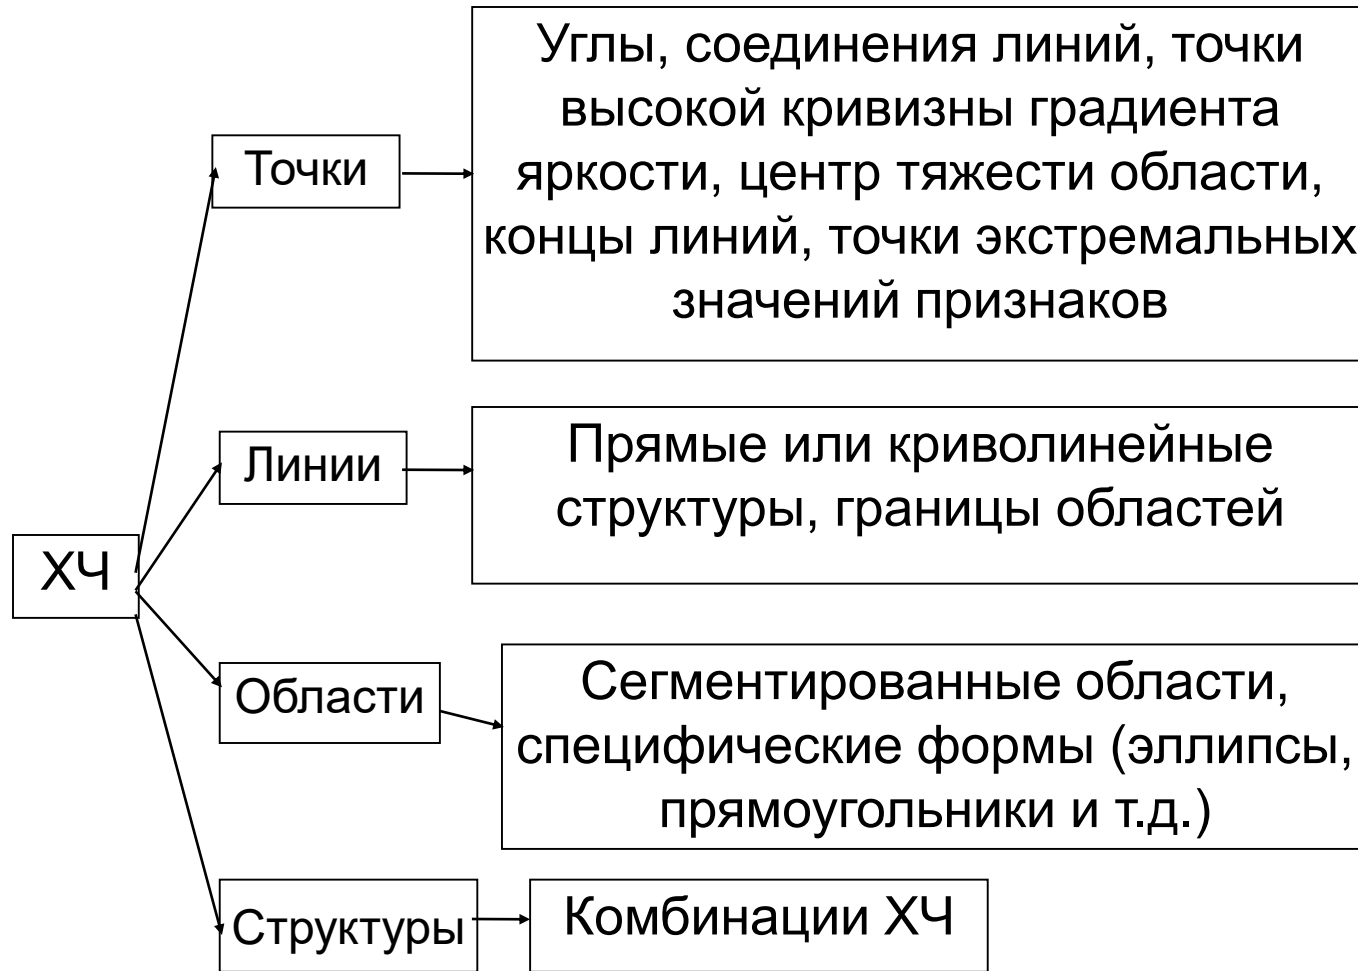 Углы, соединения линий, точки
высокой кривизны градиента
яркости, центр тяжести области,
концы линий, точки экстремальных
значений признаков
Точки
Линии
Прямые или криволинейные
структуры, границы областей
ХЧ
Области
Сегментированные области,
специфические формы (эллипсы,
прямоугольники и т.д.)
Структуры
Комбинации ХЧ